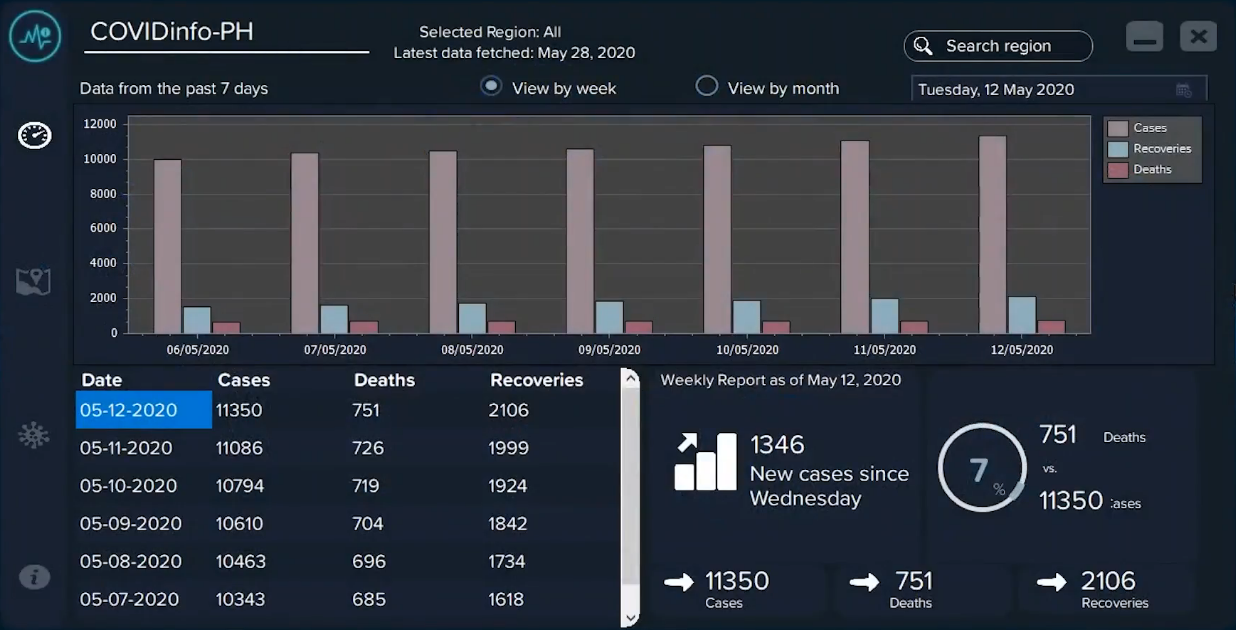 COVIDinfo-PH
Selected Region: All
Latest data fetched: May 28, 2020
Search region
Data from the past 7 days
View by week
View by month
Tuesday, 12 May 2020
12000
10000
8000
6000
4000
2000
0
06/05/2020 07/05/2020 08/05/2020 09/05/2020 10/05/2020 11/05/2020 12/05/2020
Cases
Recoveries
Deaths
Date Cases Deaths Recoveries
05-12-2020 11350 751 2106
05-11-2020 11086 726 1999
05-10-2020 10794 719 1924
05-09-2020 10610 704 1842
05-08-2020 10463 696 1734
05-07-2020 10343 685 1618
Weekly Report as of May 12, 2020
1346
New cases since
Wednesday
7 %
751 Deaths
vs.
11350 :ases
11350
Cases
751
Deaths
2106
Recoveries